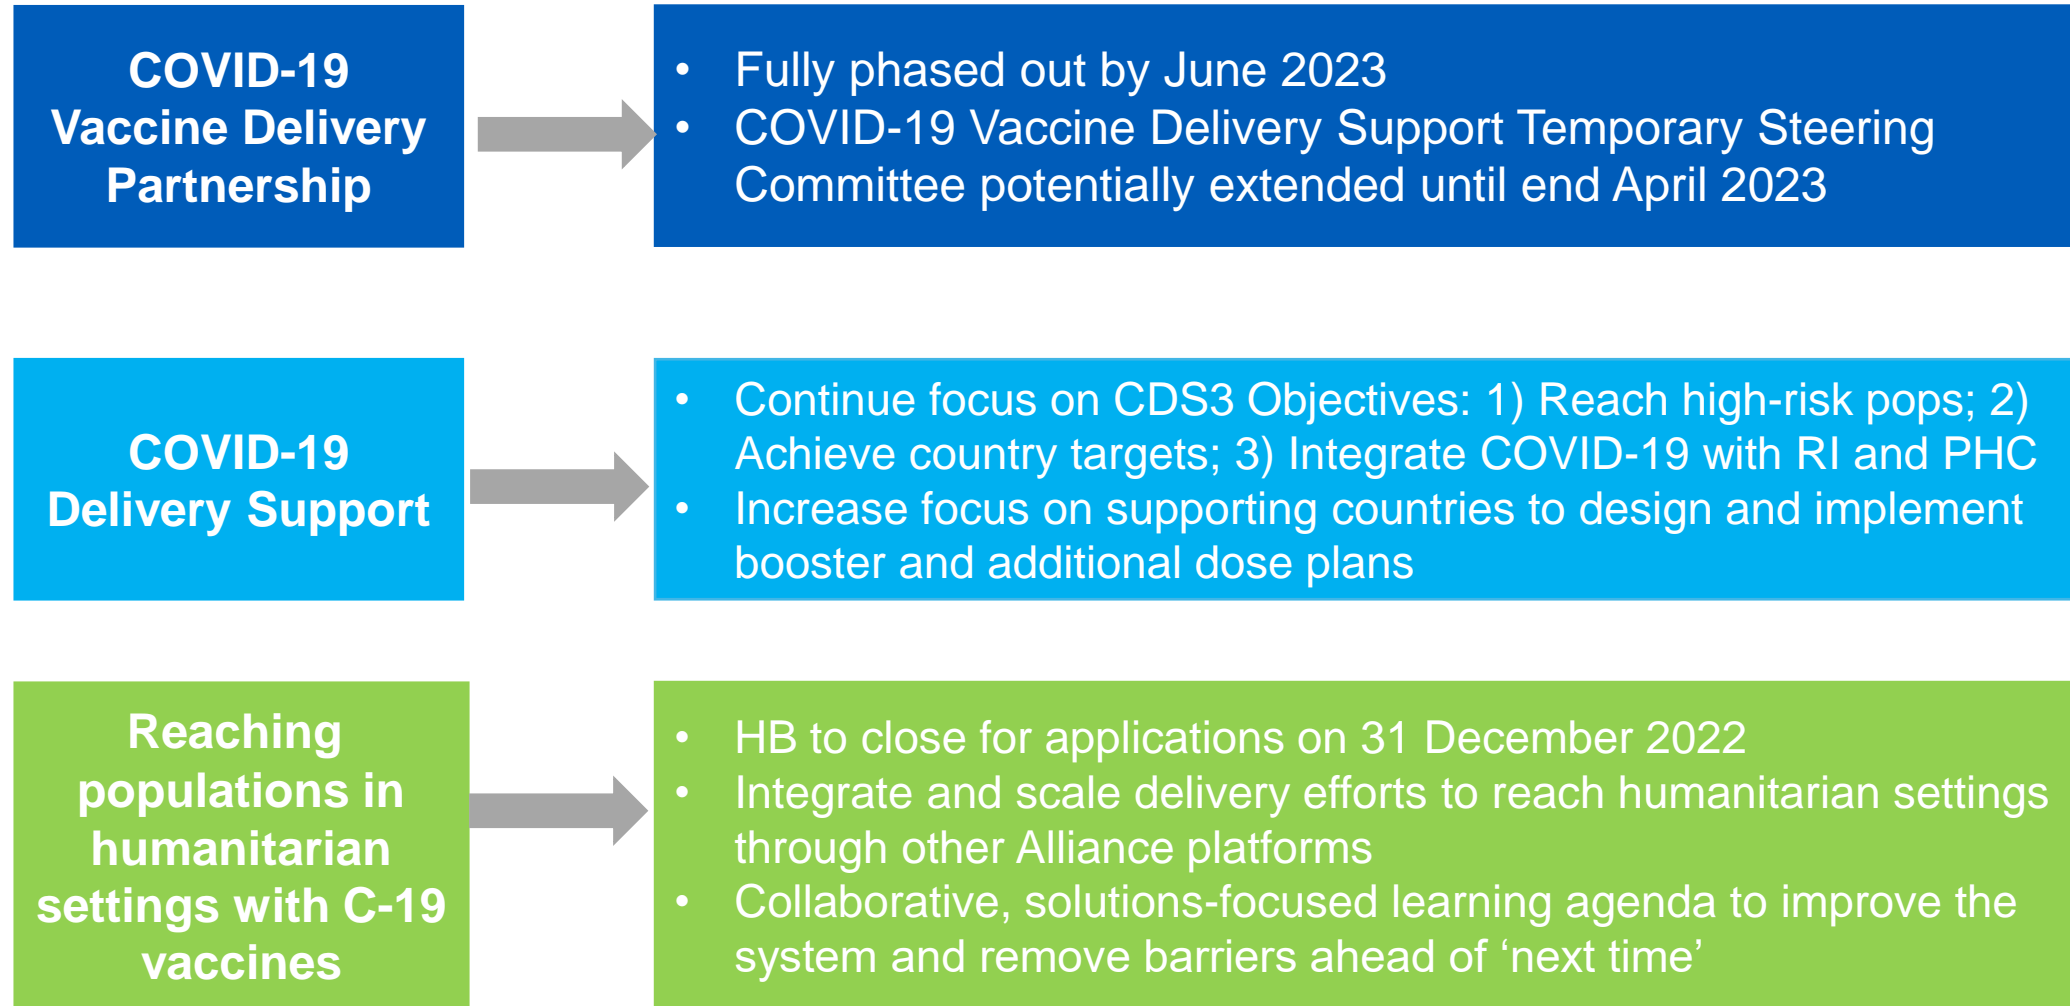 COVID-19
Vaccine Delivery
Partnership
• Fully phased out by June 2023
• COVID-19 Vaccine Delivery Support Temporary Steering
Committee potentially extended until end April 2023
COVID-19
Delivery Support
• Continue focus on CDS3 Objectives: 1) Reach high-risk pops; 2)
Achieve country targets; 3) Integrate COVID-19 with RI and PHC
• Increase focus on supporting countries to design and implement
booster and additional dose plans
Reaching
populations in
humanitarian
settings with C-19
vaccines
• HB to close for applications on 31 December 2022
• Integrate and scale delivery efforts to reach humanitarian settings
through other Alliance platforms
• Collaborative, solutions-focused learning agenda to improve the
system and remove barriers ahead of ‘next time’